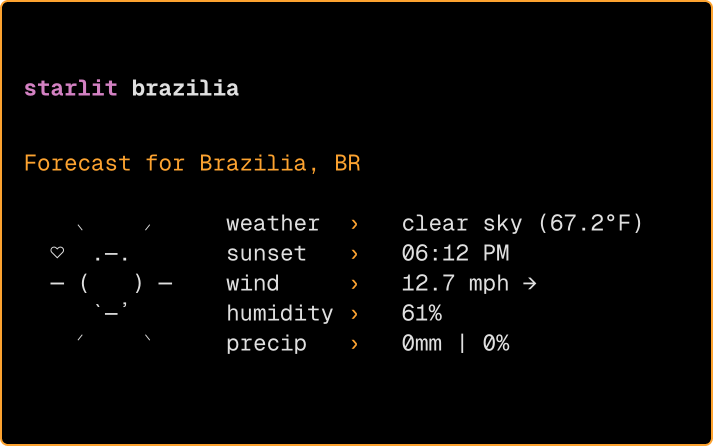 starlit brazilia
Forecast for Brazilia, BR
weather › clear sky (67.2°F)
♡ .–. sunset › 06:12 PM
– ( ) – wind › 12.7 mph →
`–’ humidity › 61%
precip › 0mm | 0%